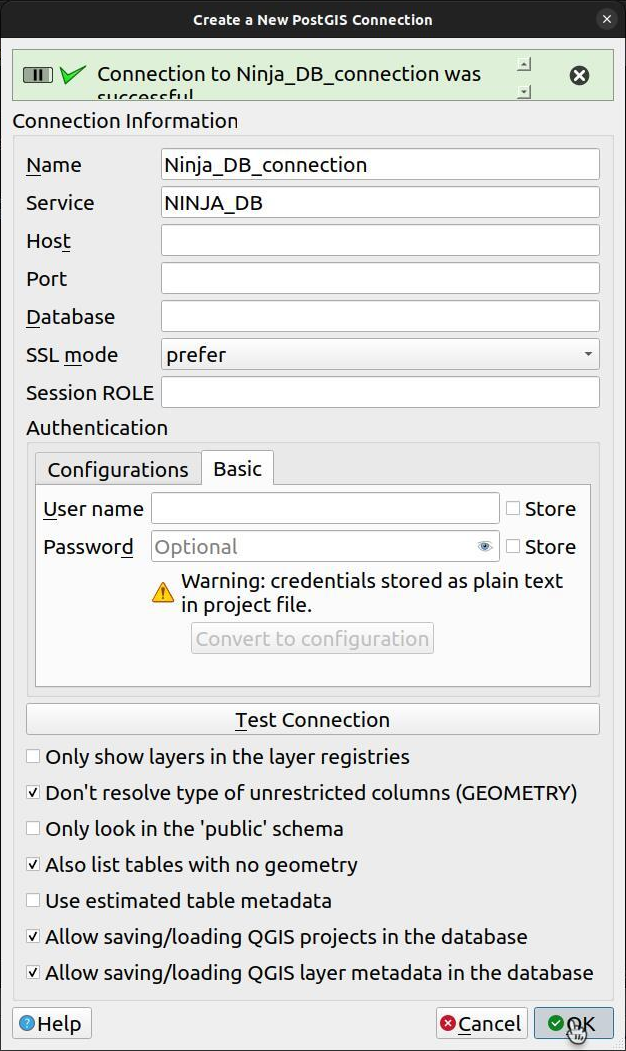 Create a New PostGIS Connection
Connection to Ninja_DB_connection was
successful
Connection Information
Name Ninja_DB_connection
Service NINJA_DB
Host
Port
Database
SSL mode prefer
Session ROLE
Authentication
Configurations Basic
User name Store
Password Optional Store
Warning: credentials stored as plain text
in project file.
Convert to configuration
Test Connection
Only show layers in the layer registries
Don't resolve type of unrestricted columns (GEOMETRY)
Only look in the 'public' schema
Also list tables with no geometry
Use estimated table metadata
Allow saving/loading QGIS projects in the database
Allow saving/loading QGIS layer metadata in the database
Help Cancel OK